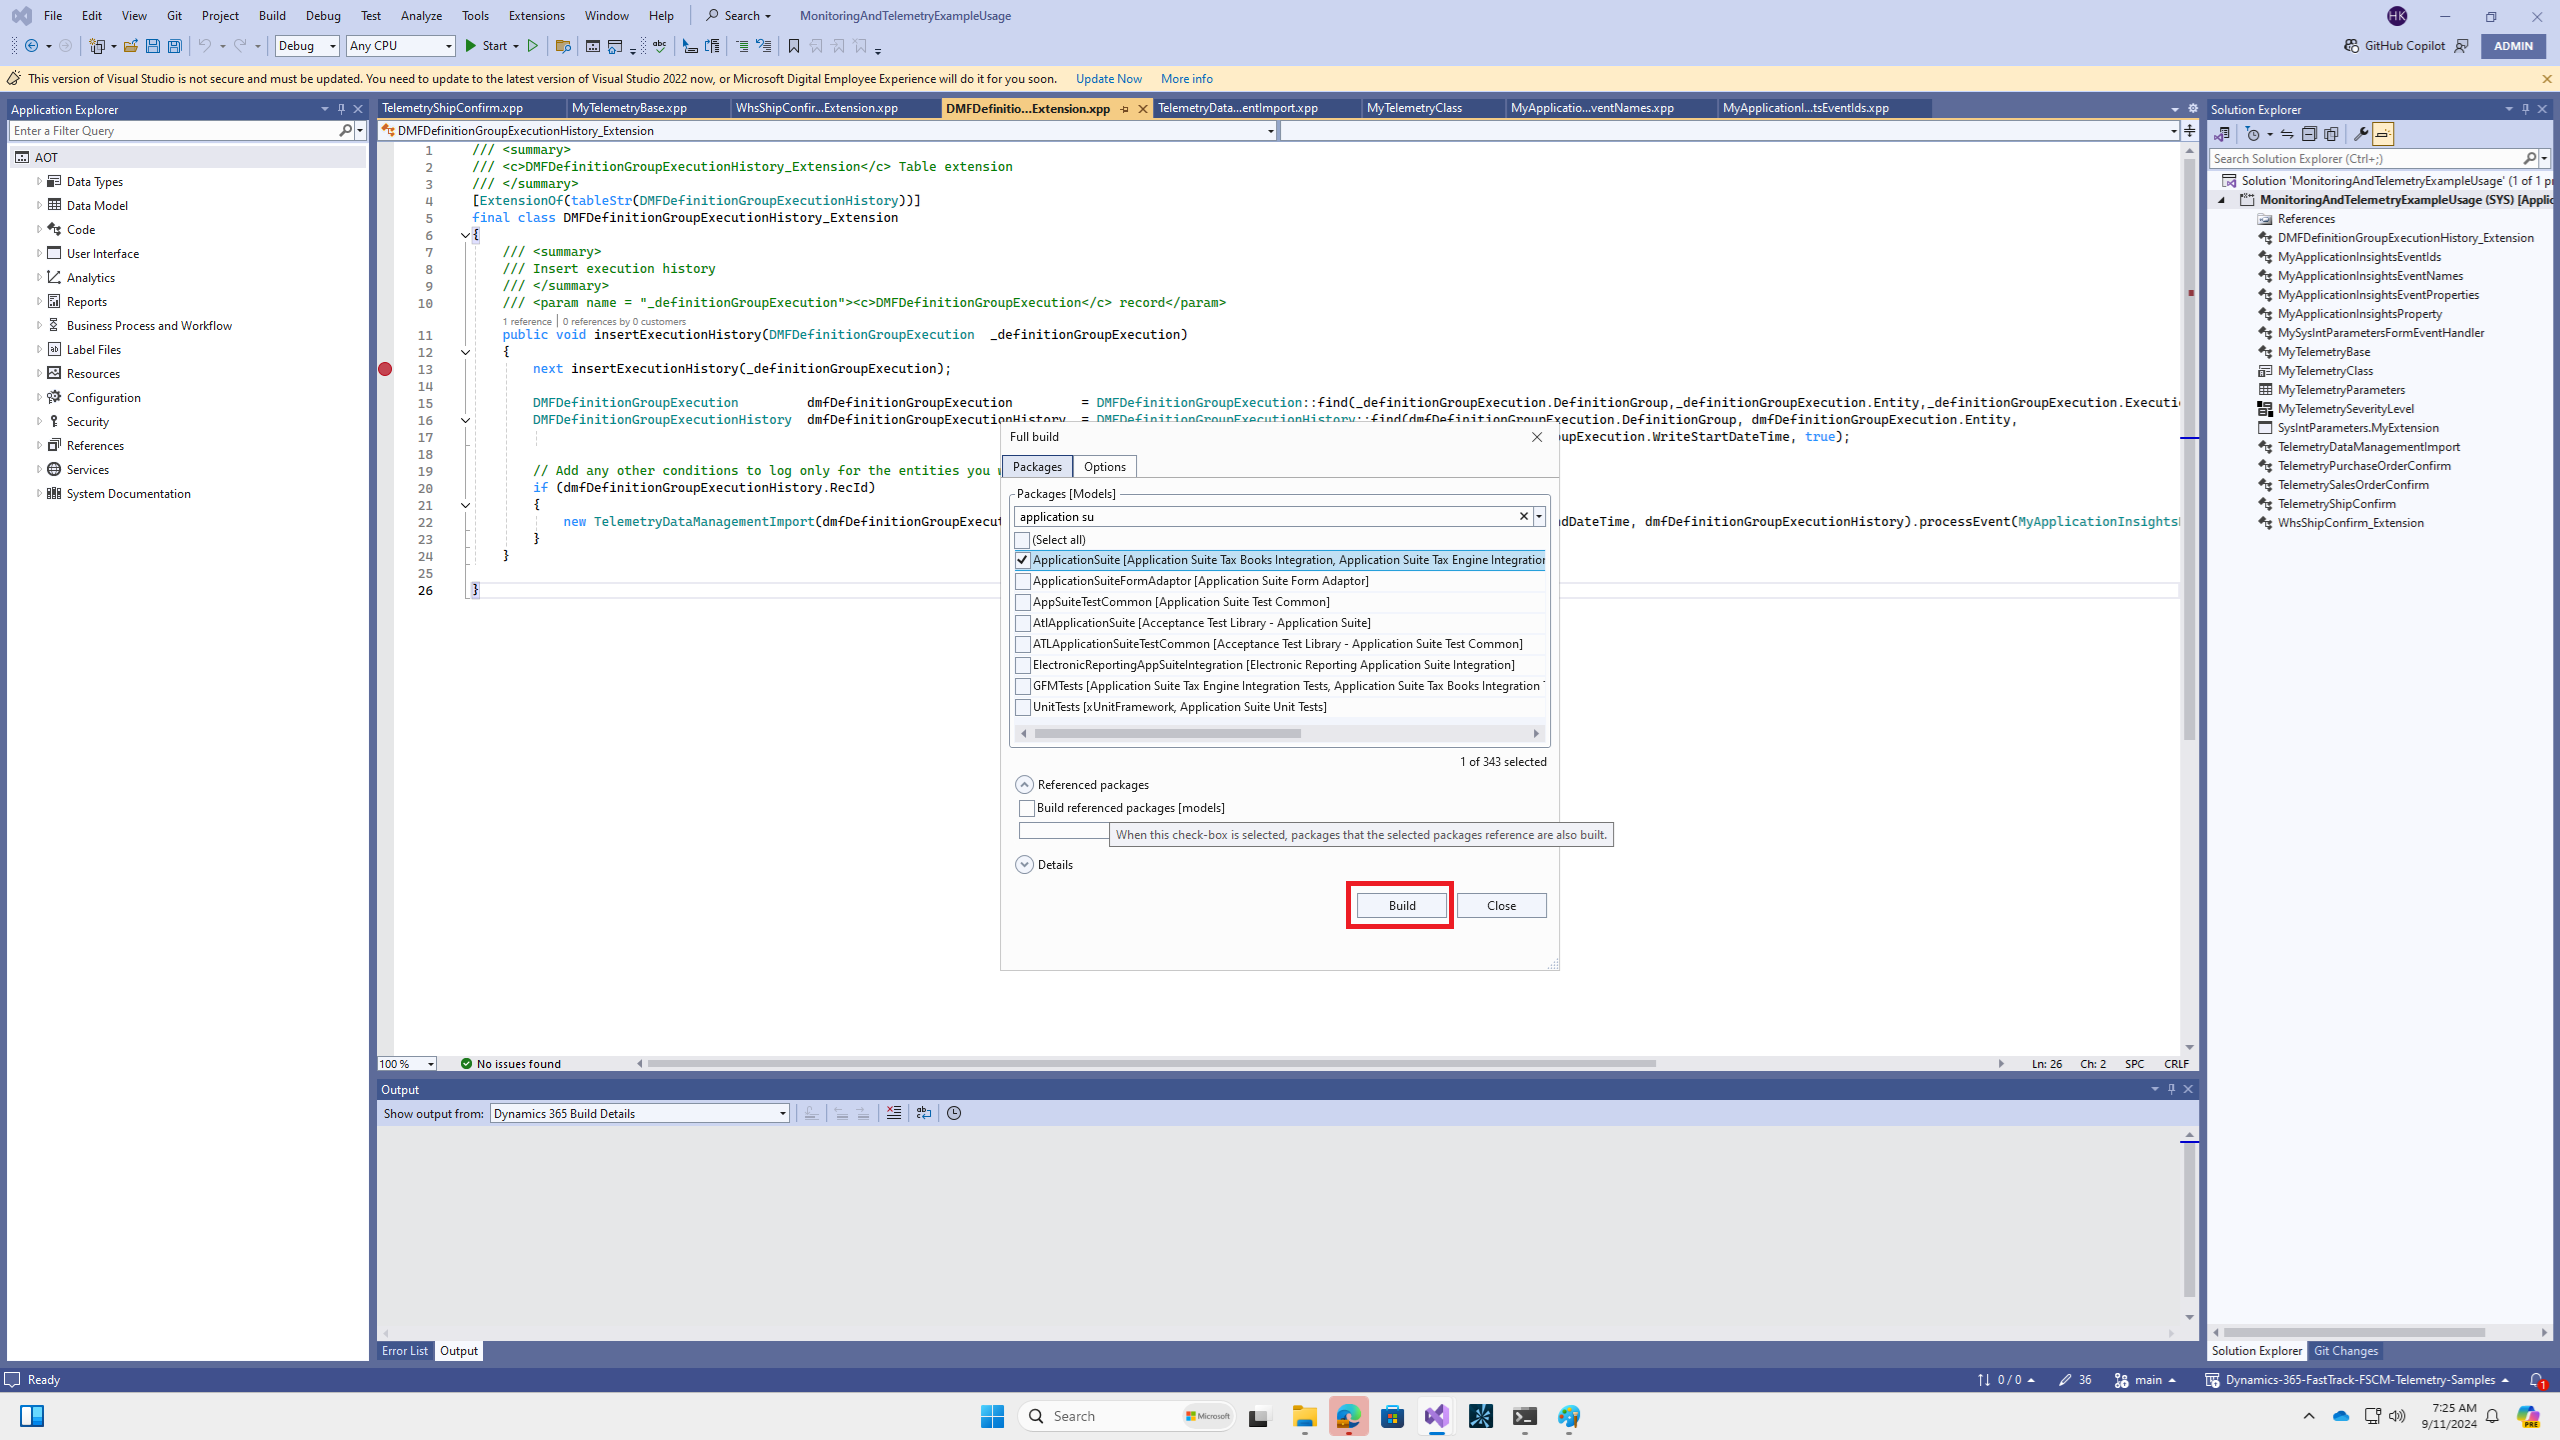 File Edit View Git Project Build Debug Test Analyze Tools Extensions Window Help Search MonitoringAndTelemetryExampleUsage HK
Debug Any CPU Start GitHub Copilot ADMIN
This version of Visual Studio is not secure and must be updated. You need to update to the latest version of Visual Studio 2022 now, or Microsoft Digital Employee Experience will do it for you soon. Update Now More info
Application Explorer
Enter a Filter Query
AOT
Data Types
Data Model
Code
User Interface
Analytics
Reports
Business Process and Workflow
Label Files
Resources
Configuration
Security
References
Services
System Documentation
TelemetryShipConfirm.xpp MyTelemetryBase.xpp WhsShipConfir...Extension.xpp DMFDefinitio...Extension.xpp TelemetryData...entImport.xpp MyTelemetryClass MyApplicatio...ventNames.xpp MyApplicationI...tsEventIds.xpp
DMFDefinitionGroupExecutionHistory_Extension
1 /// <summary>
2 /// <c>DMFDefinitionGroupExecutionHistory_Extension</c> Table extension
3 /// </summary>
4 [ExtensionOf(tableStr(DMFDefinitionGroupExecutionHistory))]
5 final class DMFDefinitionGroupExecutionHistory_Extension
6 {
7 /// <summary>
8 /// Insert execution history
9 /// </summary>
10 /// <param name = "_definitionGroupExecution"><c>DMFDefinitionGroupExecution</c> record</param>
1 reference | 0 references by 0 customers
11 public void insertExecutionHistory(DMFDefinitionGroupExecution _definitionGroupExecution)
12 {
13 next insertExecutionHistory(_definitionGroupExecution);
14
15 DMFDefinitionGroupExecution dmfDefinitionGroupExecution = DMFDefinitionGroupExecution::find(_definitionGroupExecution.DefinitionGroup,_definitionGroupExecution.Entity,_definitionGroupExecution.Executi
16 DMFDefinitionGroupExecutionHistory dmfDefinitionGroupExecutionHistory = DMFDefinitionGroupExecutionHistory::find(dmfDefinitionGroupExecution.DefinitionGroup, dmfDefinitionGroupExecution.Entity,
17 upExecution.WriteStartDateTime, true);
18
19 // Add any other conditions to log only for the entities you w
20 if (dmfDefinitionGroupExecutionHistory.RecId)
21 {
22 new TelemetryDataManagementImport(dmfDefinitionGroupExecut ndDateTime, dmfDefinitionGroupExecutionHistory).processEvent(MyApplicationInsights
23 }
24 }
25
26 }
Full build
Packages Options
Packages [Models]
application su
(Select all)
ApplicationSuite [Application Suite Tax Books Integration, Application Suite Tax Engine Integration
ApplicationSuiteFormAdaptor [Application Suite Form Adaptor]
AppSuiteTestCommon [Application Suite Test Common]
AtlApplicationSuite [Acceptance Test Library - Application Suite]
ATLApplicationSuiteTestCommon [Acceptance Test Library - Application Suite Test Common]
ElectronicReportingAppSuiteIntegration [Electronic Reporting Application Suite Integration]
GFMTests [Application Suite Tax Engine Integration Tests, Application Suite Tax Books Integration T
UnitTests [xUnitFramework, Application Suite Unit Tests]
1 of 343 selected
Referenced packages
Build referenced packages [models]
When this check-box is selected, packages that the selected packages reference are also built.
Details
Build Close
100 % No issues found Ln: 26 Ch: 2 SPC CRLF
Output
Show output from: Dynamics 365 Build Details
Error List Output
Solution Explorer
Search Solution Explorer (Ctrl+;)
Solution 'MonitoringAndTelemetryExampleUsage' (1 of 1 p
MonitoringAndTelemetryExampleUsage (SYS) [Applic
References
DMFDefinitionGroupExecutionHistory_Extension
MyApplicationInsightsEventIds
MyApplicationInsightsEventNames
MyApplicationInsightsEventProperties
MyApplicationInsightsProperty
MySysIntParametersFormEventHandler
MyTelemetryBase
MyTelemetryClass
MyTelemetryParameters
MyTelemetrySeverityLevel
SysIntParameters.MyExtension
TelemetryDataManagementImport
TelemetryPurchaseOrderConfirm
TelemetrySalesOrderConfirm
TelemetryShipConfirm
WhsShipConfirm_Extension
Solution Explorer Git Changes
Ready 0 / 0 36 main Dynamics-365-FastTrack-FSCM-Telemetry-Samples 1
Search Microsoft 7:25 AM
9/11/2024 PRE